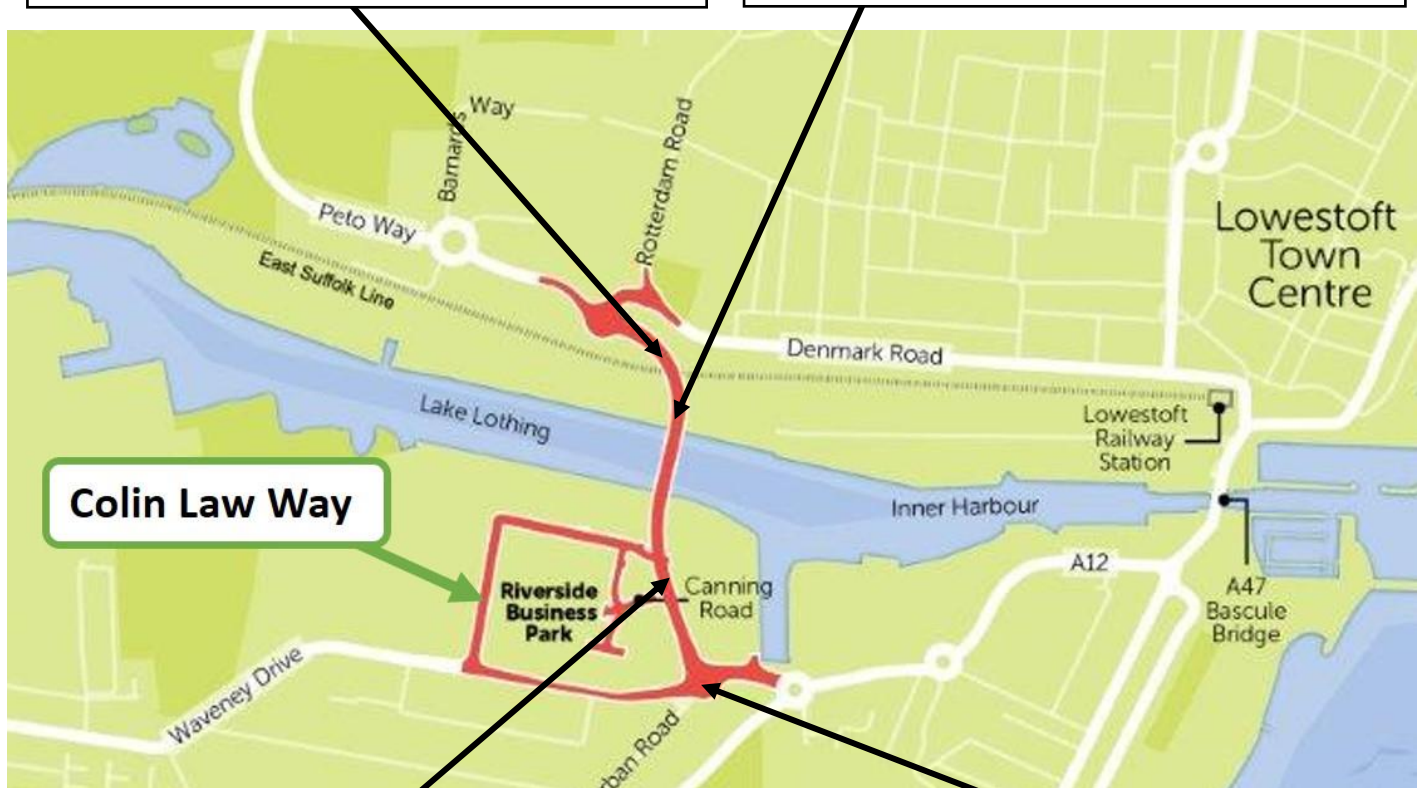 Way
Barnards
Rotterdam Road
Peto Way
East Suffolk Line
Lowestoft
Town
Centre
Denmark Road
Lake Lothing
Lowestoft
Railway
Station
Colin Law Way
Inner Harbour
A12
Riverside
Business
Park
Canning
Road
A47
Bascule
Bridge
Waveney Drive
Road